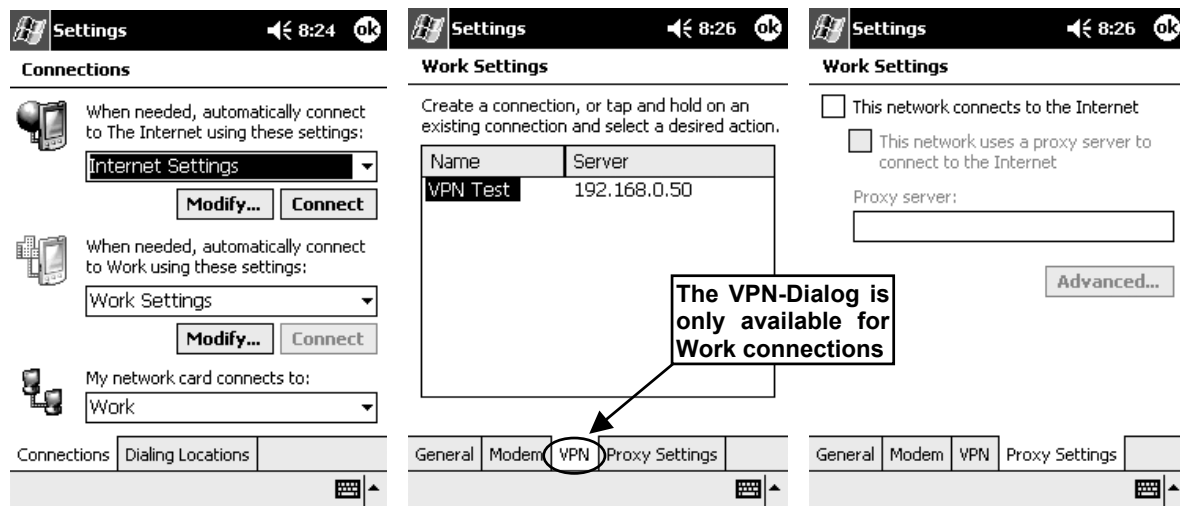 Settings 8:24 ok
Connections
When needed, automatically connect
to The Internet using these settings:
Internet Settings
Modify... Connect
When needed, automatically connect
to Work using these settings:
Work Settings
Modify... Connect
My network card connects to:
Work
Connections Dialing Locations
Settings 8:26 ok
Work Settings
Create a connection, or tap and hold on an
existing connection and select a desired action.
Name Server
VPN Test 192.168.0.50
The VPN-Dialog is
only available for
Work connections
General Modem VPN Proxy Settings
Settings 8:26 ok
Work Settings
This network connects to the Internet
This network uses a proxy server to
connect to the Internet
Proxy server:
Advanced...
General Modem VPN Proxy Settings